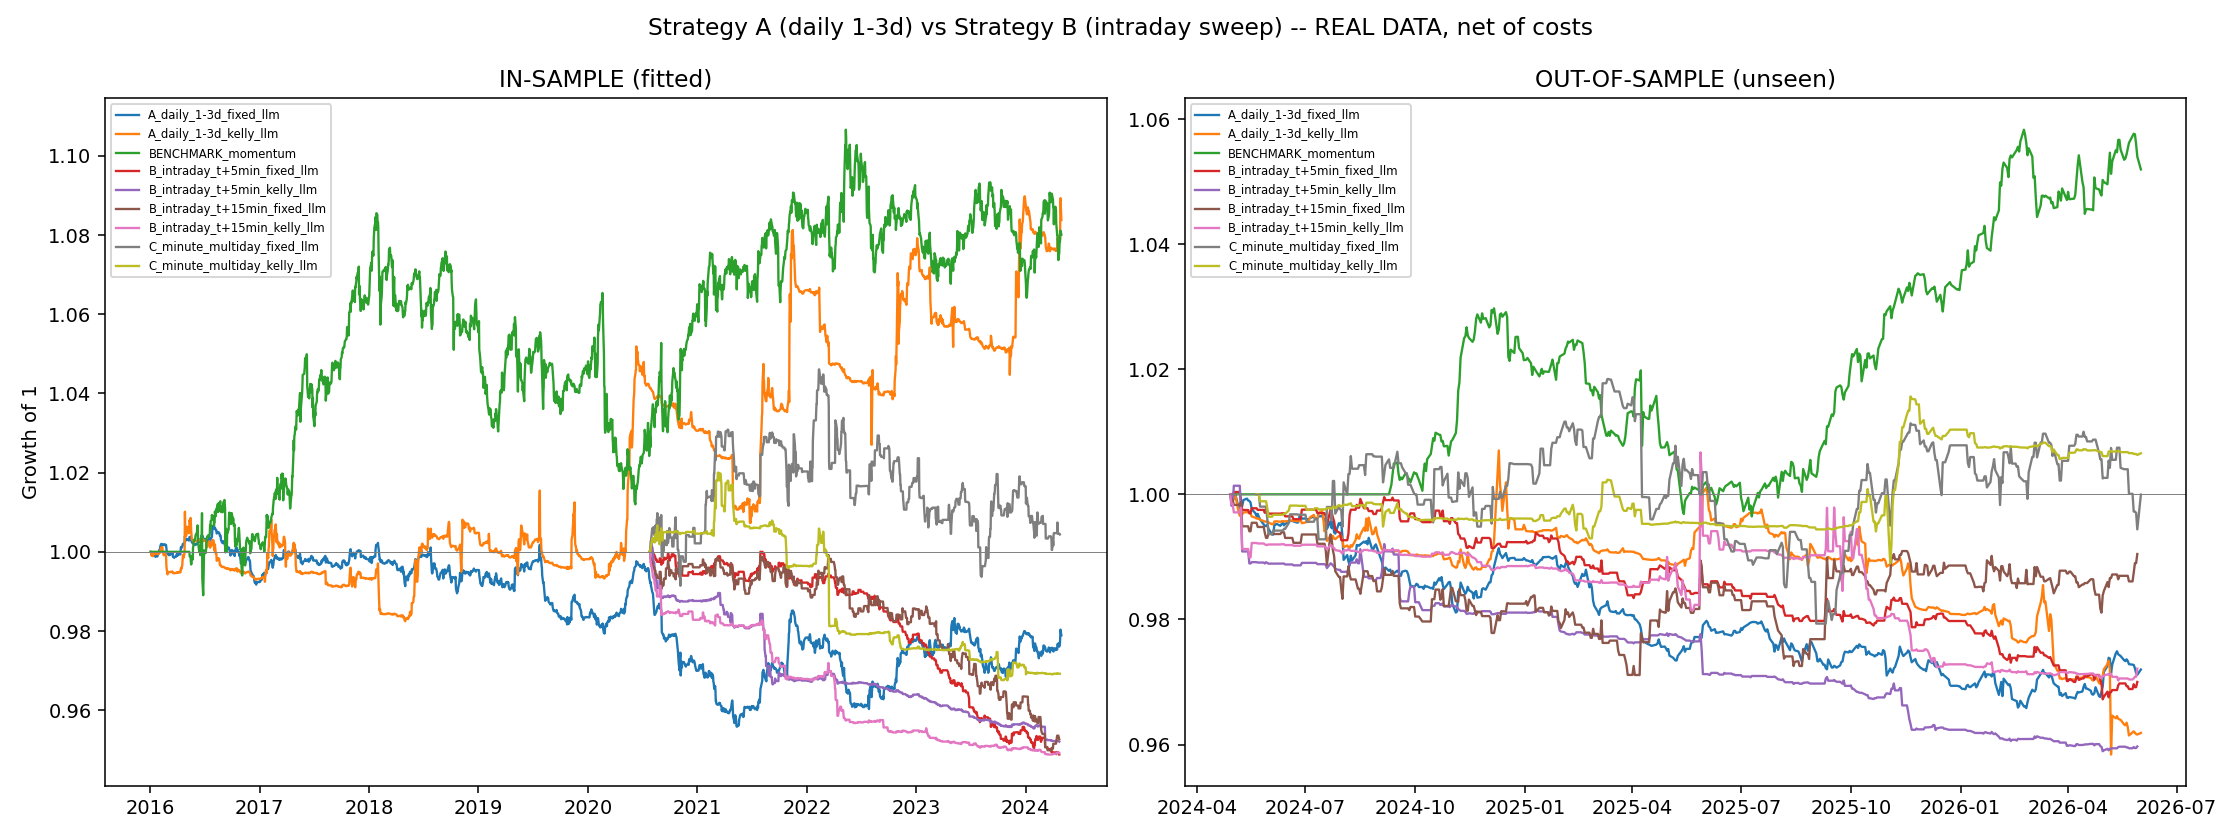 Strategy A (daily 1-3d) vs Strategy B (intraday sweep) -- REAL DATA, net of costs
IN-SAMPLE (fitted)
A_daily_1-3d_fixed_llm
A_daily_1-3d_kelly_llm
BENCHMARK_momentum
B_intraday_t+5min_fixed_llm
B_intraday_t+5min_kelly_llm
B_intraday_t+15min_fixed_llm
B_intraday_t+15min_kelly_llm
C_minute_multiday_fixed_llm
C_minute_multiday_kelly_llm
Growth of 1
1.10
1.08
1.06
1.04
1.02
1.00
0.98
0.96
2016 2017 2018 2019 2020 2021 2022 2023 2024
OUT-OF-SAMPLE (unseen)
A_daily_1-3d_fixed_llm
A_daily_1-3d_kelly_llm
BENCHMARK_momentum
B_intraday_t+5min_fixed_llm
B_intraday_t+5min_kelly_llm
B_intraday_t+15min_fixed_llm
B_intraday_t+15min_kelly_llm
C_minute_multiday_fixed_llm
C_minute_multiday_kelly_llm
1.06
1.04
1.02
1.00
0.98
0.96
2024-04 2024-07 2024-10 2025-01 2025-04 2025-07 2025-10 2026-01 2026-04 2026-07